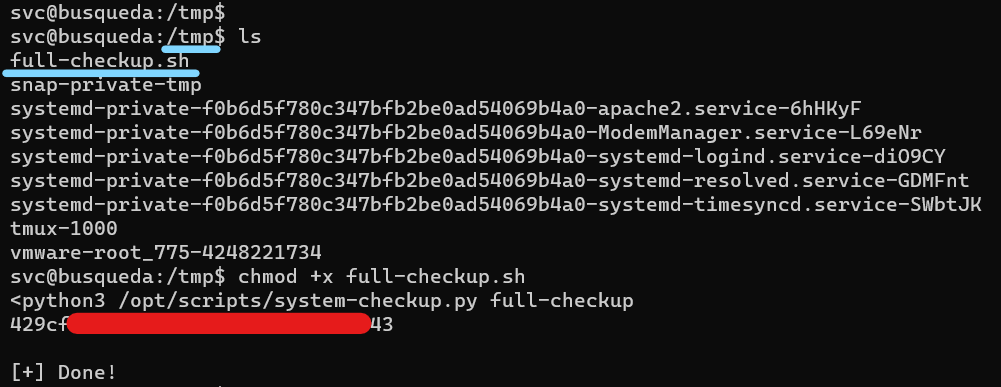 svc@busqueda:/tmp$
svc@busqueda:/tmp$ ls
full-checkup.sh
snap-private-tmp
systemd-private-f0b6d5f780c347bfb2be0ad54069b4a0-apache2.service-6hHKyF
systemd-private-f0b6d5f780c347bfb2be0ad54069b4a0-ModemManager.service-L69eNr
systemd-private-f0b6d5f780c347bfb2be0ad54069b4a0-systemd-logind.service-diO9CY
systemd-private-f0b6d5f780c347bfb2be0ad54069b4a0-systemd-resolved.service-GDMFnt
systemd-private-f0b6d5f780c347bfb2be0ad54069b4a0-systemd-timesyncd.service-SWbtJK
tmux-1000
vmware-root_775-4248221734
svc@busqueda:/tmp$ chmod +x full-checkup.sh
<python3 /opt/scripts/system-checkup.py full-checkup
429cf 43
[+] Done!